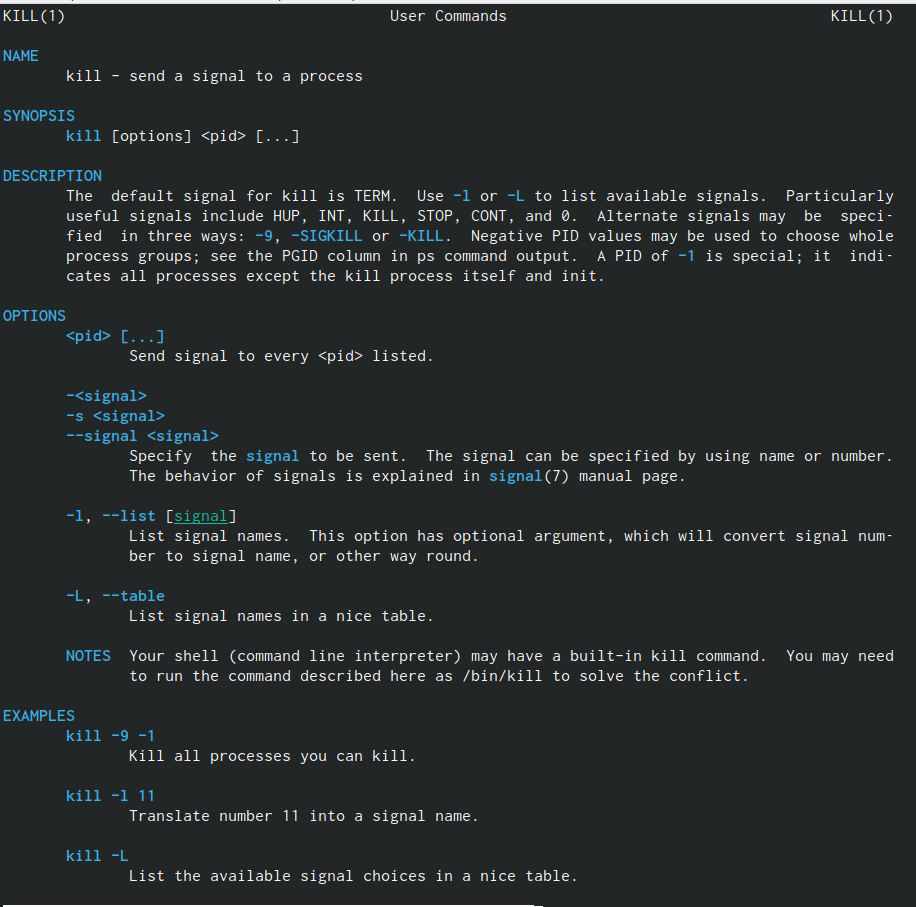 KILL(1) User Commands KILL(1)
NAME
kill - send a signal to a process
SYNOPSIS
kill [options] <pid> [...]
DESCRIPTION
The default signal for kill is TERM. Use -l or -L to list available signals. Particularly
useful signals include HUP, INT, KILL, STOP, CONT, and 0. Alternate signals may be speci-
fied in three ways: -9, -SIGKILL or -KILL. Negative PID values may be used to choose whole
process groups; see the PGID column in ps command output. A PID of -1 is special; it indi-
cates all processes except the kill process itself and init.
OPTIONS
<pid> [...]
Send signal to every <pid> listed.
-<signal>
-s <signal>
--signal <signal>
Specify the signal to be sent. The signal can be specified by using name or number.
The behavior of signals is explained in signal(7) manual page.
-l, --list [signal]
List signal names. This option has optional argument, which will convert signal num-
ber to signal name, or other way round.
-L, --table
List signal names in a nice table.
NOTES Your shell (command line interpreter) may have a built-in kill command. You may need
to run the command described here as /bin/kill to solve the conflict.
EXAMPLES
kill -9 -1
Kill all processes you can kill.
kill -l 11
Translate number 11 into a signal name.
kill -L
List the available signal choices in a nice table.